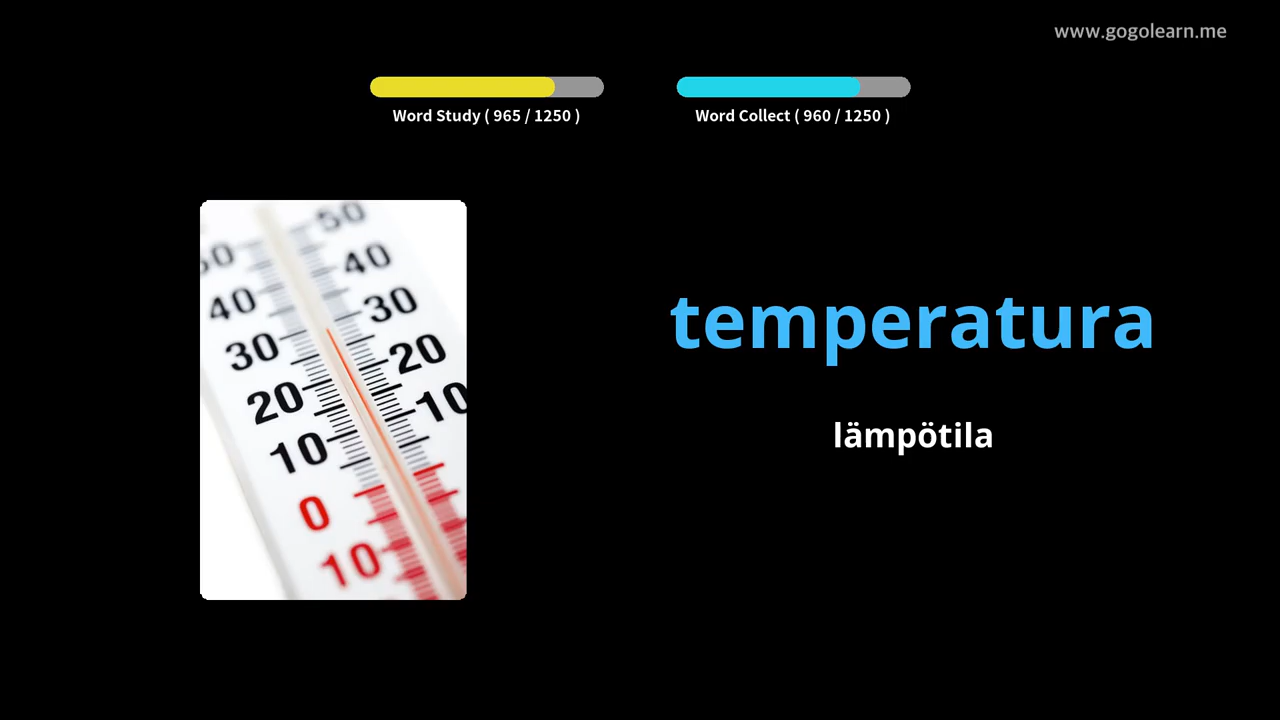 www.gogolearn.me
Word Study ( 965 / 1250 )
Word Collect ( 960 / 1250 )
50
50
40
40
30
30
20
20
10
10
0
10
temperatura
lämpötila